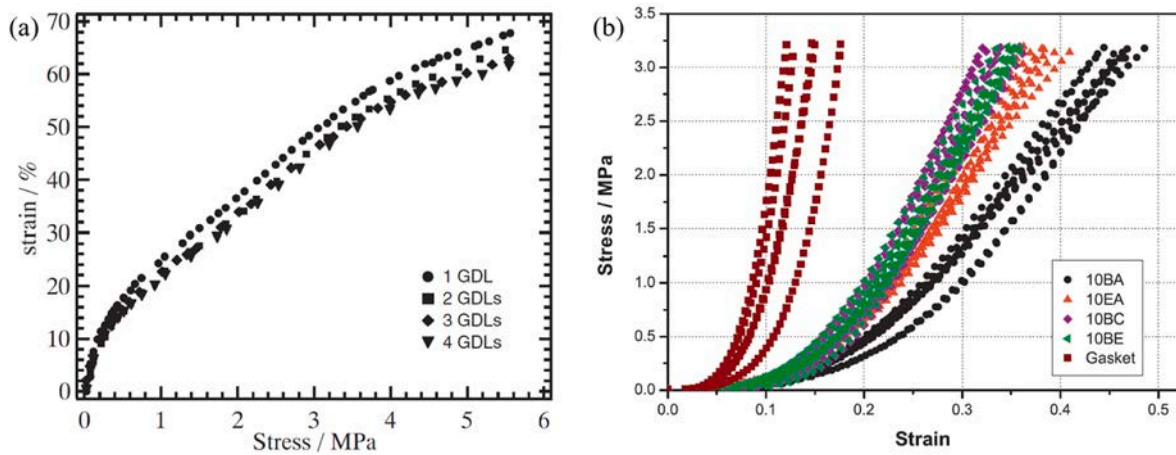 (a)
70
60
50
40
30
20
10
0
strain / %
0 1 2 3 4 5 6
Stress / MPa
1 GDL
2 GDLs
3 GDLs
4 GDLs
(b)
3.5
3.0
2.5
2.0
1.5
1.0
0.5
0.0
Stress / MPa
0.0 0.1 0.2 0.3 0.4 0.5
Strain
10BA
10EA
10BC
10BE
Gasket